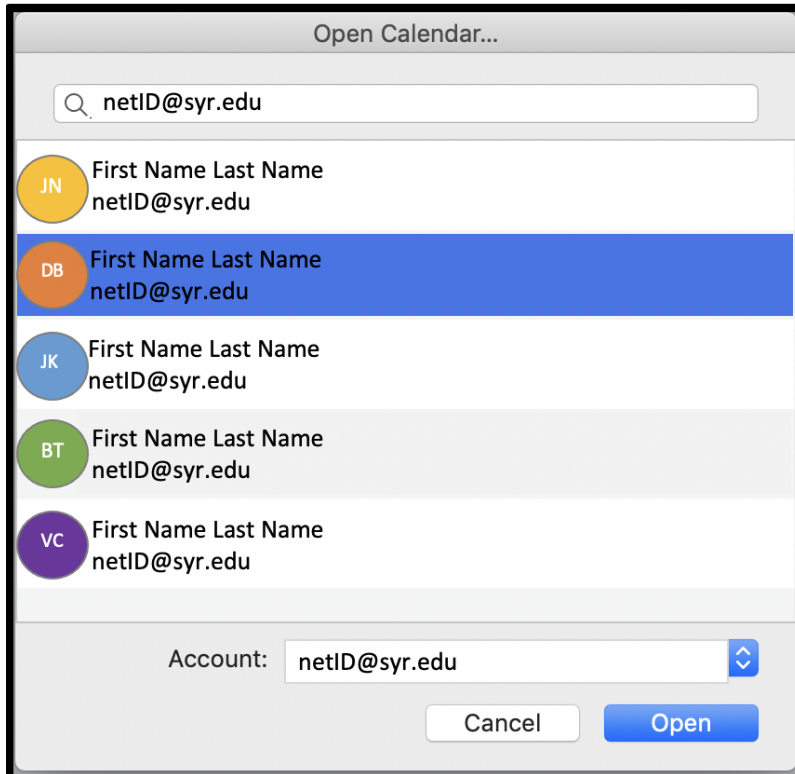 Open Calendar...
netID@syr.edu
JN
First Name Last Name
netID@syr.edu
DB
First Name Last Name
netID@syr.edu
JK
First Name Last Name
netID@syr.edu
BT
First Name Last Name
netID@syr.edu
VC
First Name Last Name
netID@syr.edu
Account: netID@syr.edu
Cancel Open